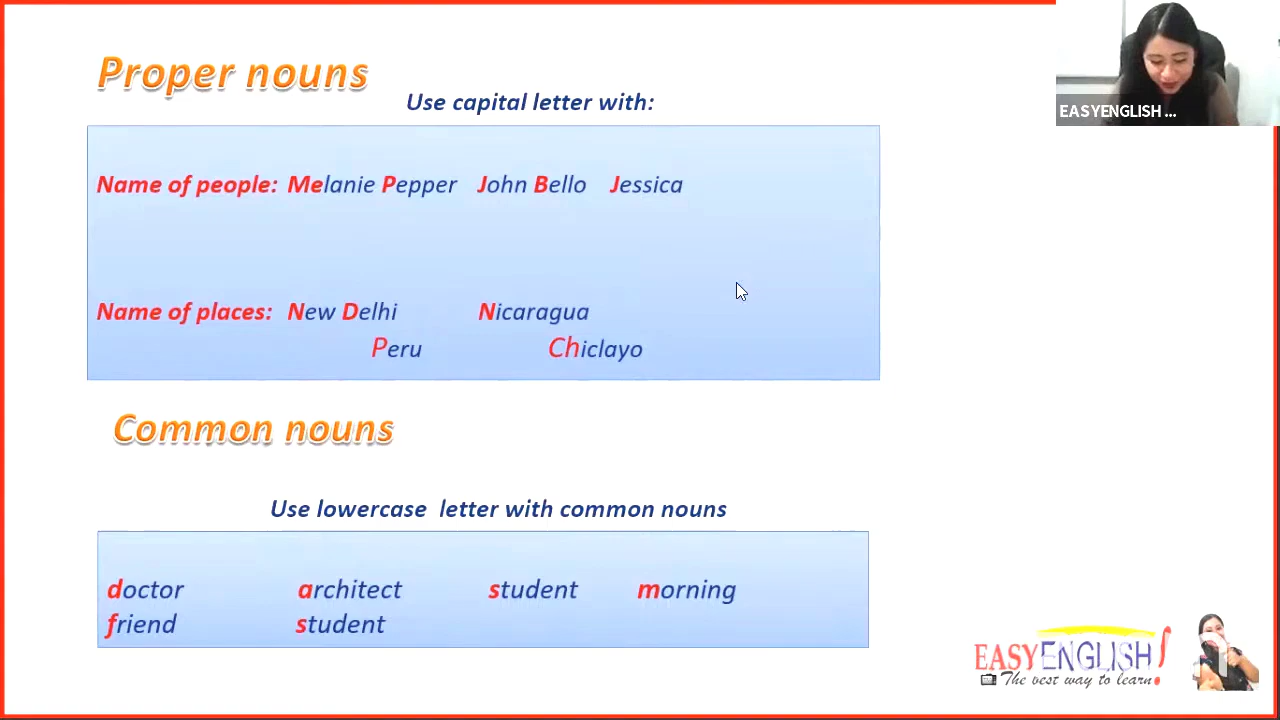 Proper nouns
Use capital letter with:
EASYENGLISH ...
Name of people: Melanie Pepper John Bello Jessica
Name of places: New Delhi Nicaragua
Peru Chiclayo
Common nouns
Use lowercase letter with common nouns
doctor architect student morning
friend student
EASYENGLISH!
The best way to learn